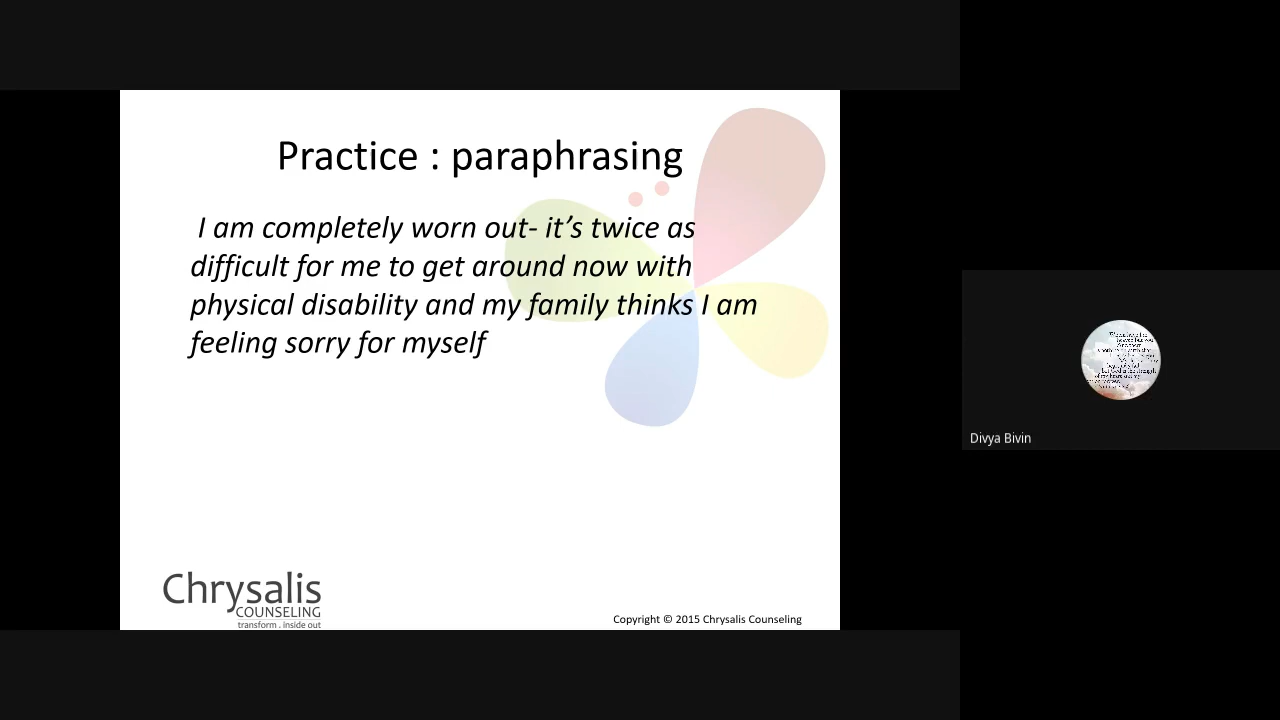 Practice : paraphrasing
I am completely worn out- it’s twice as
difficult for me to get around now with
physical disability and my family thinks I am
feeling sorry for myself
Chrysalis
COUNSELING
transform . inside out
Copyright © 2015 Chrysalis Counseling
Divya Bivin